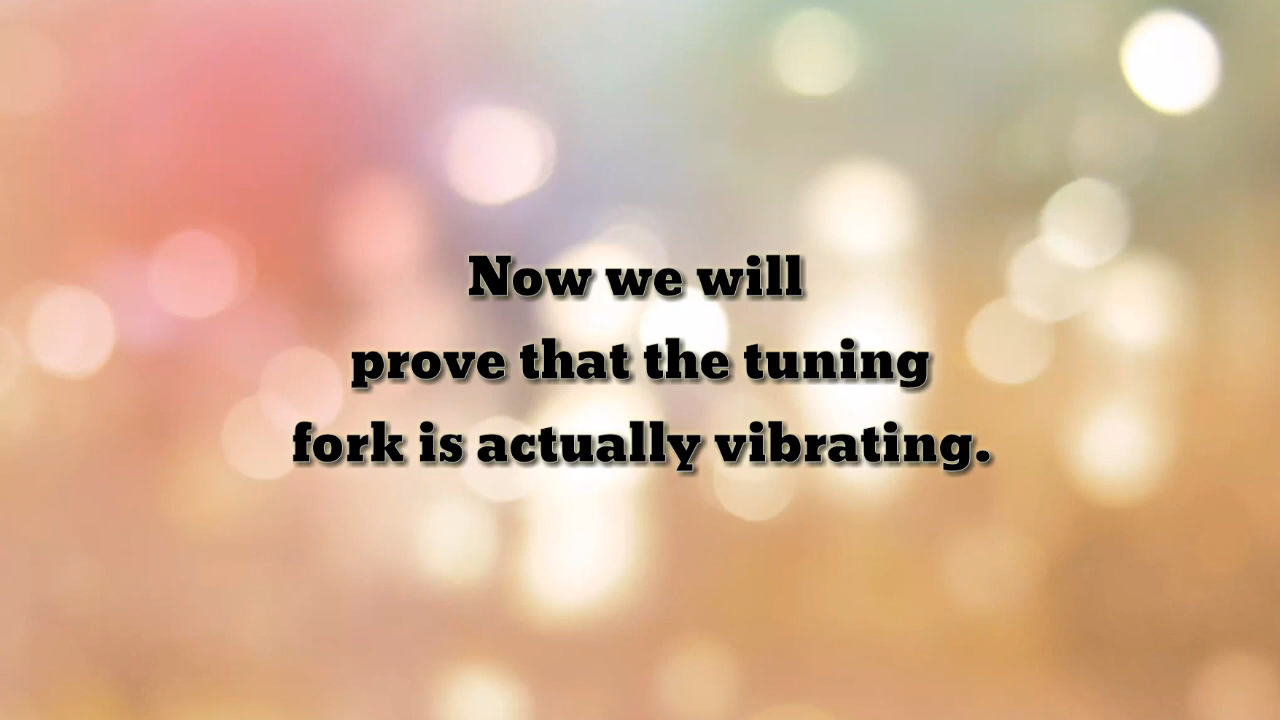 Now we will
prove that the tuning
fork is actually vibrating.